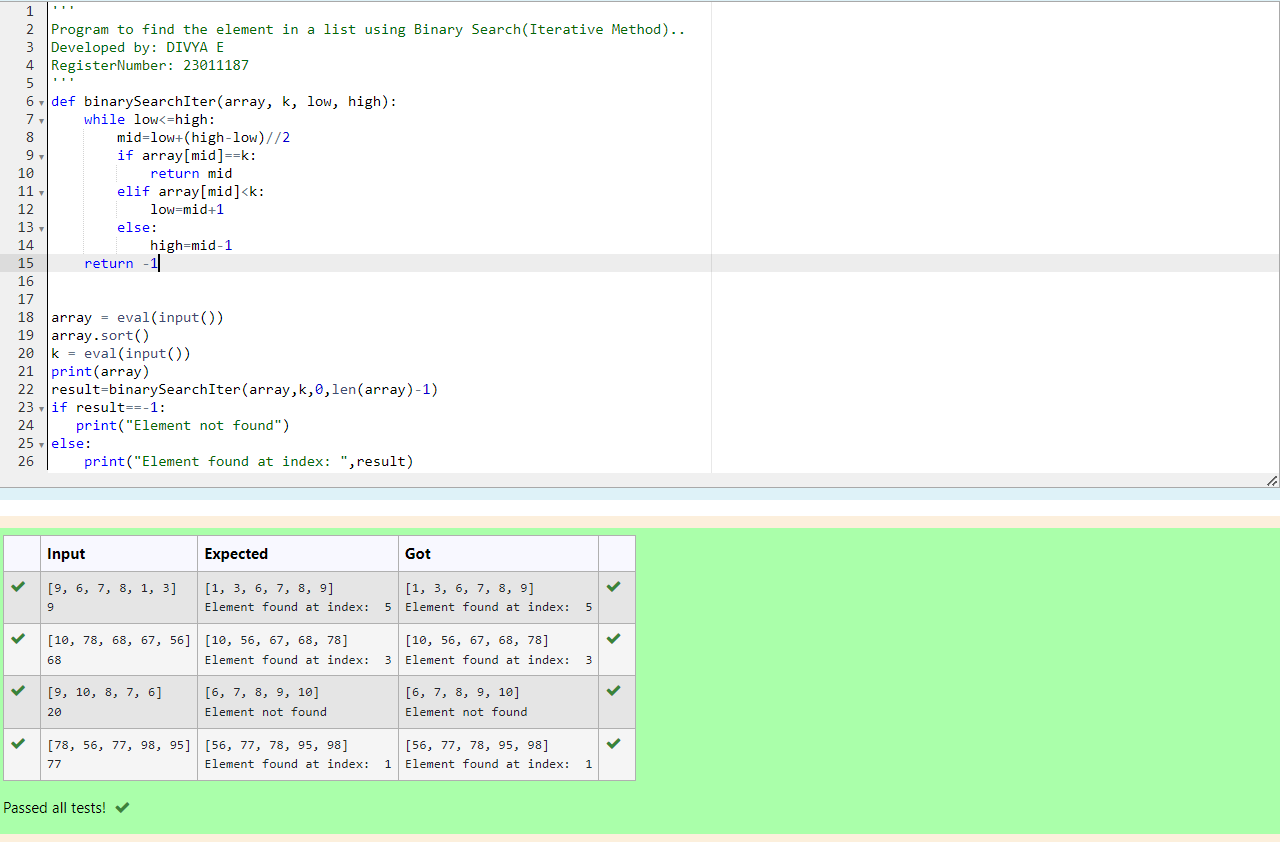 1 '''
2 Program to find the element in a list using Binary Search(Iterative Method)..
3 Developed by: DIVYA E
4 RegisterNumber: 23011187
5 '''
6 def binarySearchIter(array, k, low, high):
7     while low<=high:
8         mid=low+(high-low)//2
9         if array[mid]==k:
10             return mid
11         elif array[mid]<k:
12             low=mid+1
13         else:
14             high=mid-1
15     return -1
16
17
18 array = eval(input())
19 array.sort()
20 k = eval(input())
21 print(array)
22 result=binarySearchIter(array,k,0,len(array)-1)
23 if result==-1:
24    print("Element not found")
25 else:
26     print("Element found at index: ",result)
Input Expected Got
[9, 6, 7, 8, 1, 3] [1, 3, 6, 7, 8, 9] [1, 3, 6, 7, 8, 9]
9 Element found at index:  5 Element found at index:  5
[10, 78, 68, 67, 56] [10, 56, 67, 68, 78] [10, 56, 67, 68, 78]
68 Element found at index:  3 Element found at index:  3
[9, 10, 8, 7, 6] [6, 7, 8, 9, 10] [6, 7, 8, 9, 10]
20 Element not found Element not found
[78, 56, 77, 98, 95] [56, 77, 78, 95, 98] [56, 77, 78, 95, 98]
77 Element found at index:  1 Element found at index:  1
Passed all tests!